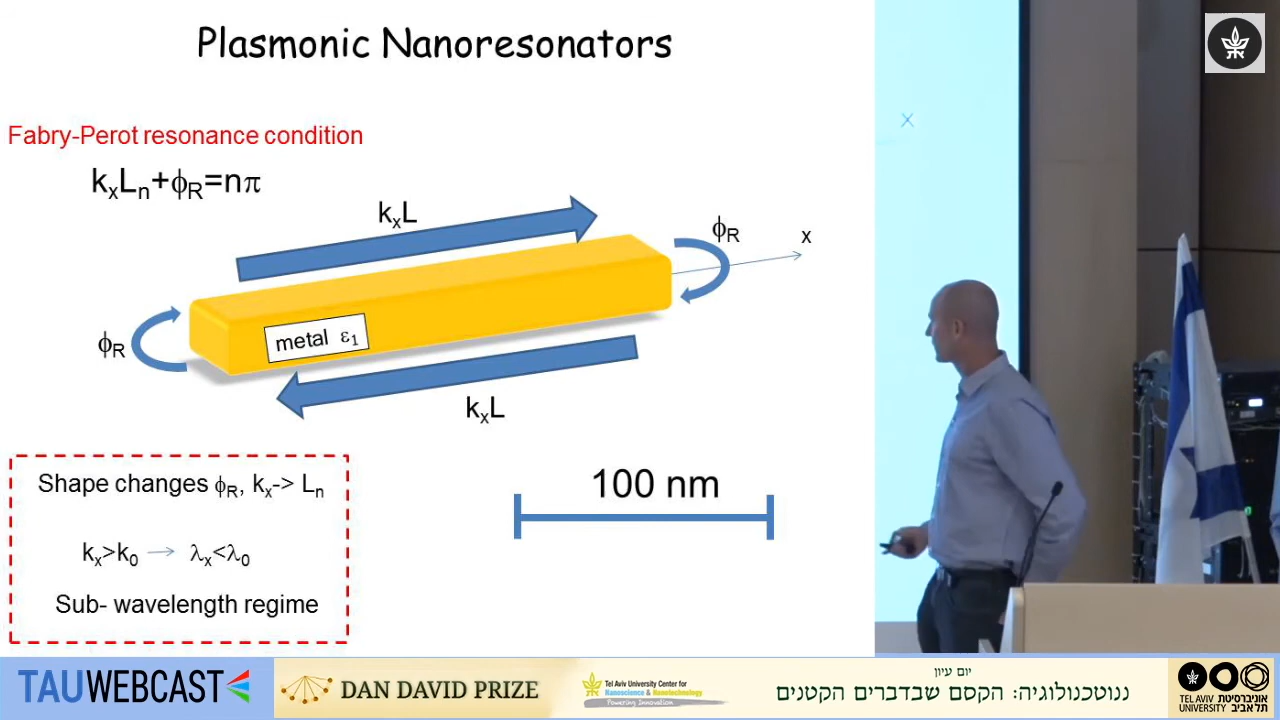 Plasmonic Nanoresonators
Fabry-Perot resonance condition
kₓLₙ+ϕR=nπ
kₓL
ϕR
x
metal ε₁
ϕR
kₓL
Shape changes ϕR, kₓ-> Lₙ
kₓ>k₀ → λₓ<λ₀
Sub- wavelength regime
100 nm
TAUWEBCAST
DAN DAVID PRIZE
Tel Aviv University Center for
Nanoscience & Nanotechnology
Powering Innovation
יום עיון
ננוטכנולוגיה: הקסם שבדברים הקטנים
TEL AVIV אוניברסיטת
UNIVERSITY תל אביב